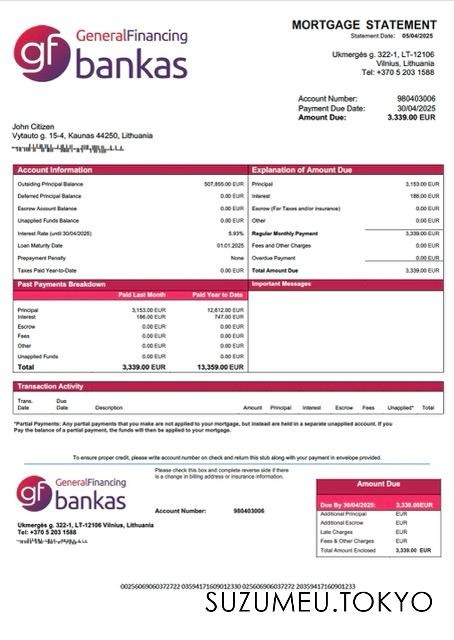 MORTGAGE STATEMENT
Statement Date: 05/04/2025
gf GeneralFinancing
bankas
Ukmergės g. 322-1, LT-12106
Vilnius, Lithuania
Tel: +370 5 203 1588
Account Number: 980403006
Payment Due Date: 30/04/2025
Amount Due: 3.339.00 EUR
John Citizen
Vytauto g. 15-4, Kaunas 44250, Lithuania
Account Information
Outsiding Principal Balance 507,855.00 EUR
Deferred Principal Balance 0.00 EUR
Escrow Account Balance 0.00 EUR
Unapplied Funds Balance 0.00 EUR
Interest Rate (until 30/04/2025) 5.93%
Loan Maturity Date 01.01.2025
Prepayment Penalty None
Taxes Paid Year-to-Date 0.00 EUR
Explanation of Amount Due
Principal 3,153.00 EUR
Interest 186.00 EUR
Escrow (For Taxes and/or insurance) 0.00 EUR
Other 0.00 EUR
Regular Monthly Payment 3,339.00 EUR
Fees and Other Charges 0.00 EUR
Overdue Payment 0.00 EUR
Total Amount Due 3,339.00 EUR
Past Payments Breakdown
Paid Last Month Paid Year to Date
Principal 3,153.00 EUR 12,612.00 EUR
Interest 186.00 EUR 747.00 EUR
Escrow 0.00 EUR 0.00 EUR
Fees 0.00 EUR 0.00 EUR
Other 0.00 EUR 0.00 EUR
Unapplied Funds 0.00 EUR 0.00 EUR
Total 3,339.00 EUR 13,359.00 EUR
Important Messages
Transaction Activity
Trans. Date Due Date Description Amount Principal Interest Escrow Fees Unapplied* Total
*Partial Payments: Any partial payments that you make are not applied to your mortgage, but instead are held in a separate unapplied account. If you
Pay the balance of a partial payment, the funds will then be applied to your mortgage.
To ensure proper credit, please write account number on check and return this stub along with your payment in envelope provided.
gf GeneralFinancing
bankas
Please check this box and complete reverse side if there
is a change in billing address or insurance information.
Account Number: 980403006
Ukmergės g. 322-1, LT-12106 Vilnius, Lithuania
Tel: +370 5 203 1588
Amount Due
Due By 30/04/2025: 3,339.00EUR
Additional Principal EUR
Additional Escrow EUR
Late Charges EUR
Fees & Other Charges EUR
Total Amount Enclosed 3,339.00 EUR
SUZUMEU.TOKYO